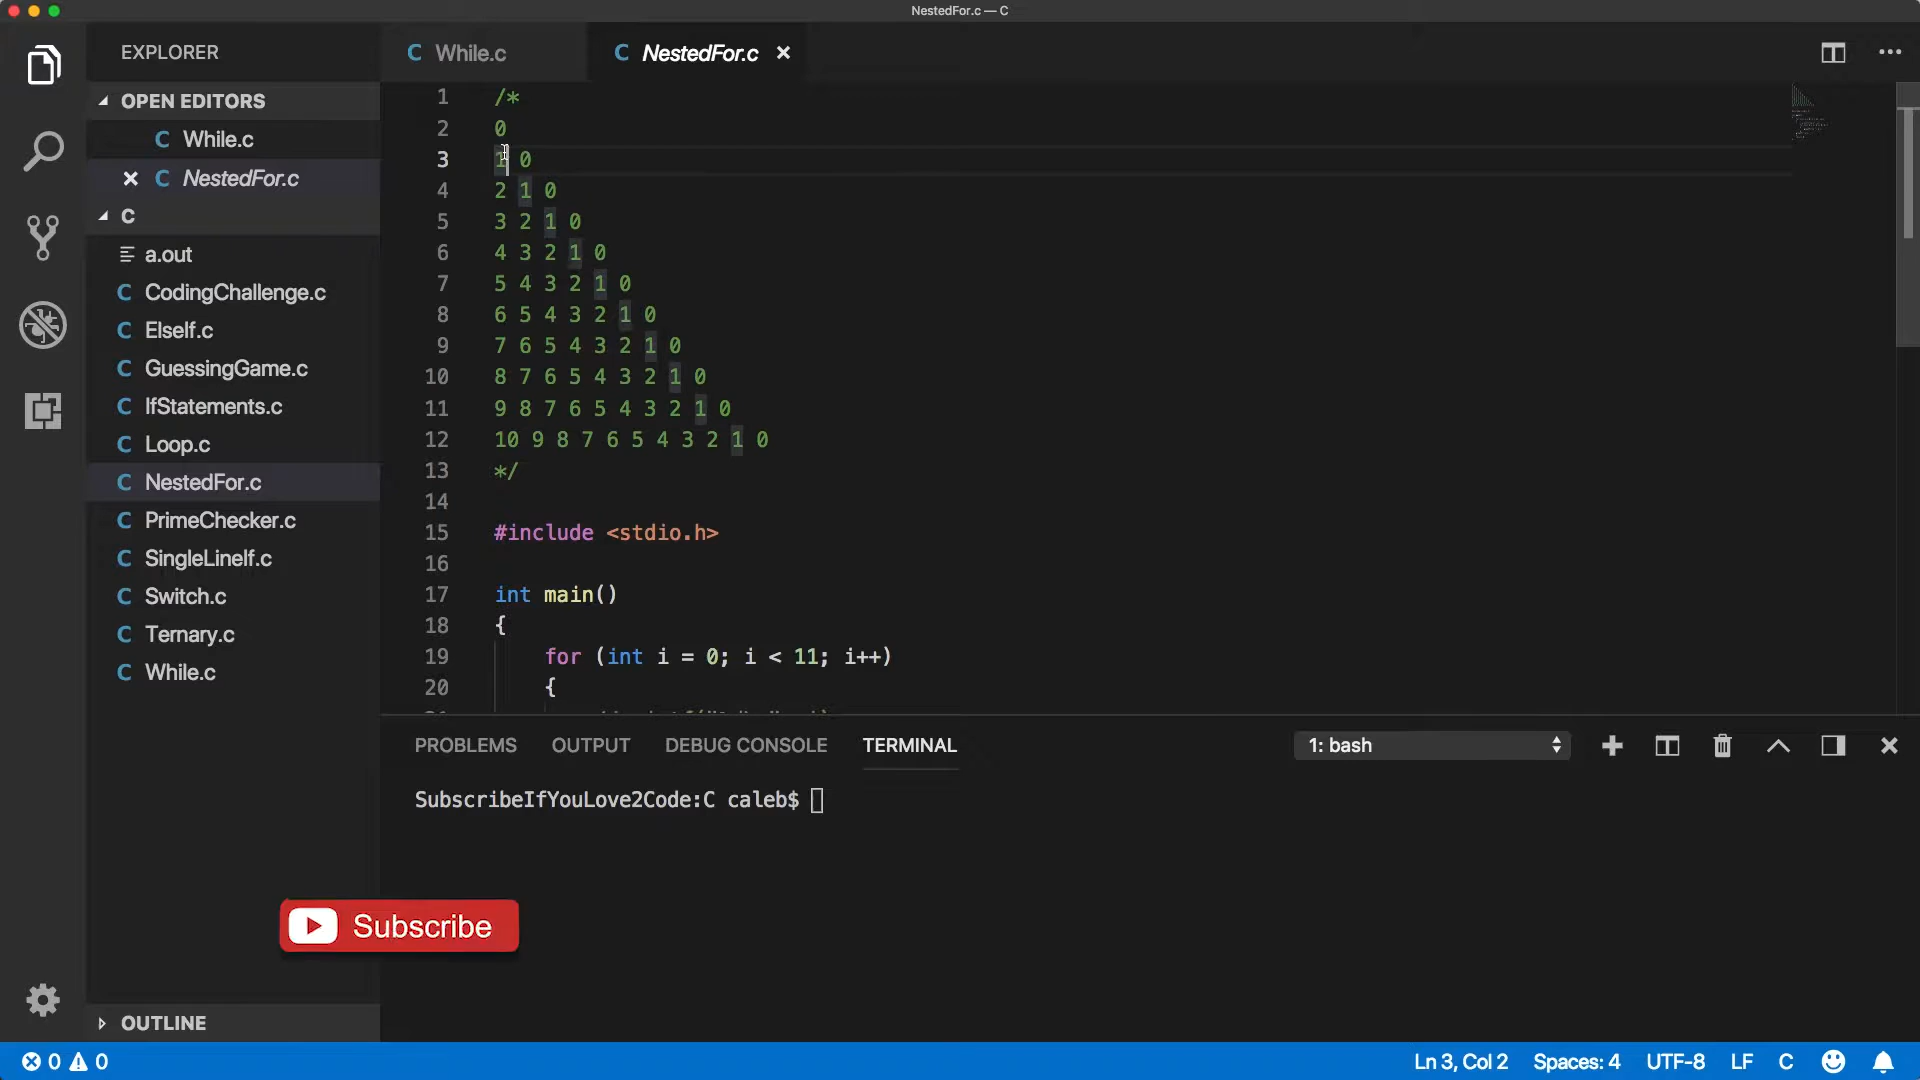 NestedFor.c — C
EXPLORER
OPEN EDITORS
C While.c
C NestedFor.c
C
a.out
C CodingChallenge.c
C ElseIf.c
C GuessingGame.c
C IfStatements.c
C Loop.c
C NestedFor.c
C PrimeChecker.c
C SingleLineIf.c
C Switch.c
C Ternary.c
C While.c
OUTLINE
C While.c
C NestedFor.c
1 /*
2 0
3 1 0
4 2 1 0
5 3 2 1 0
6 4 3 2 1 0
7 5 4 3 2 1 0
8 6 5 4 3 2 1 0
9 7 6 5 4 3 2 1 0
10 8 7 6 5 4 3 2 1 0
11 9 8 7 6 5 4 3 2 1 0
12 10 9 8 7 6 5 4 3 2 1 0
13 */
14
15 #include <stdio.h>
16
17 int main()
18 {
19 for (int i = 0; i < 11; i++)
20 {
PROBLEMS OUTPUT DEBUG CONSOLE TERMINAL 1: bash
SubscribeIfYouLove2Code:C caleb$
Subscribe
0 0 Ln 3, Col 2 Spaces: 4 UTF-8 LF C